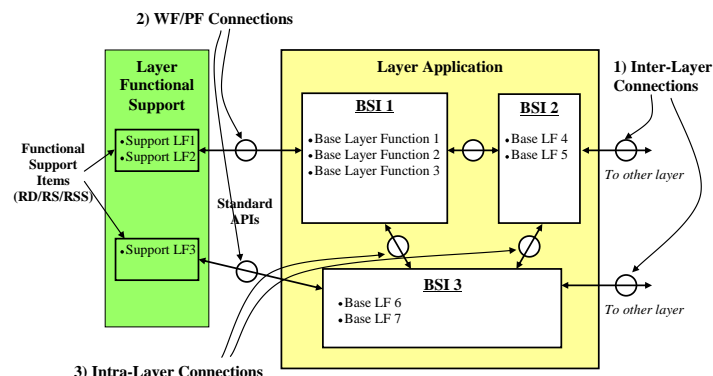 2) WF/PF Connections
Layer
Functional
Support
Layer Application
1) Inter-Layer
Connections
BSI 1
BSI 2
•Support LF1
•Support LF2
•Base Layer Function 1
•Base Layer Function 2
•Base Layer Function 3
•Base LF 4
•Base LF 5
Functional
Support
Items
(RD/RS/RSS)
To other layer
Standard
APIs
•Support LF3
BSI 3
•Base LF 6
•Base LF 7
To other layer
3) Intra-Layer Connections